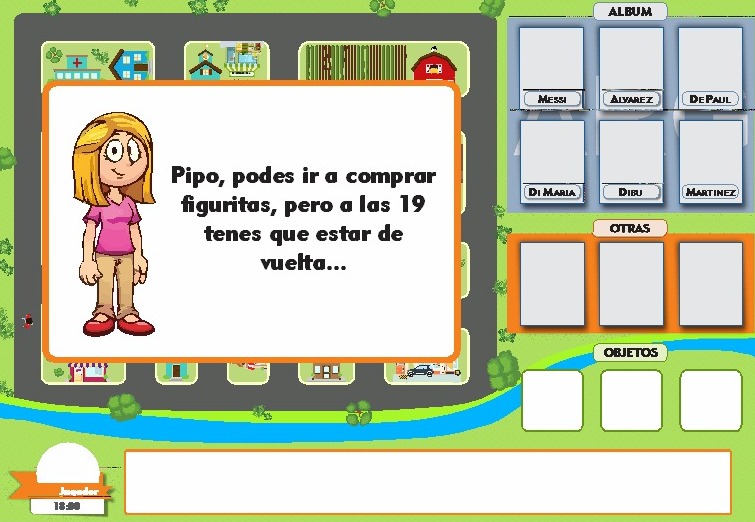 ALBUM
MESSI
ALVAREZ
DE PAUL
DI MARIA
DIBU
MARTINEZ
Pipo, podes ir a comprar
figuritas, pero a las 19
tenes que estar de
vuelta...
OTRAS
OBJETOS
Jugador
18:00